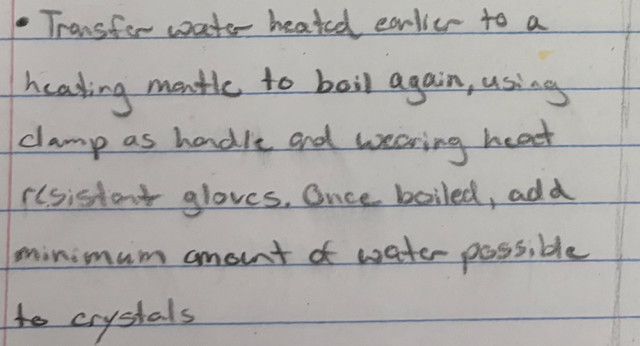 • Transfer water heated earlier to a
heating mantle to boil again, using
clamp as handle and wearing heat
resistant gloves. Once boiled, add
minimum amount of water possible
to crystals